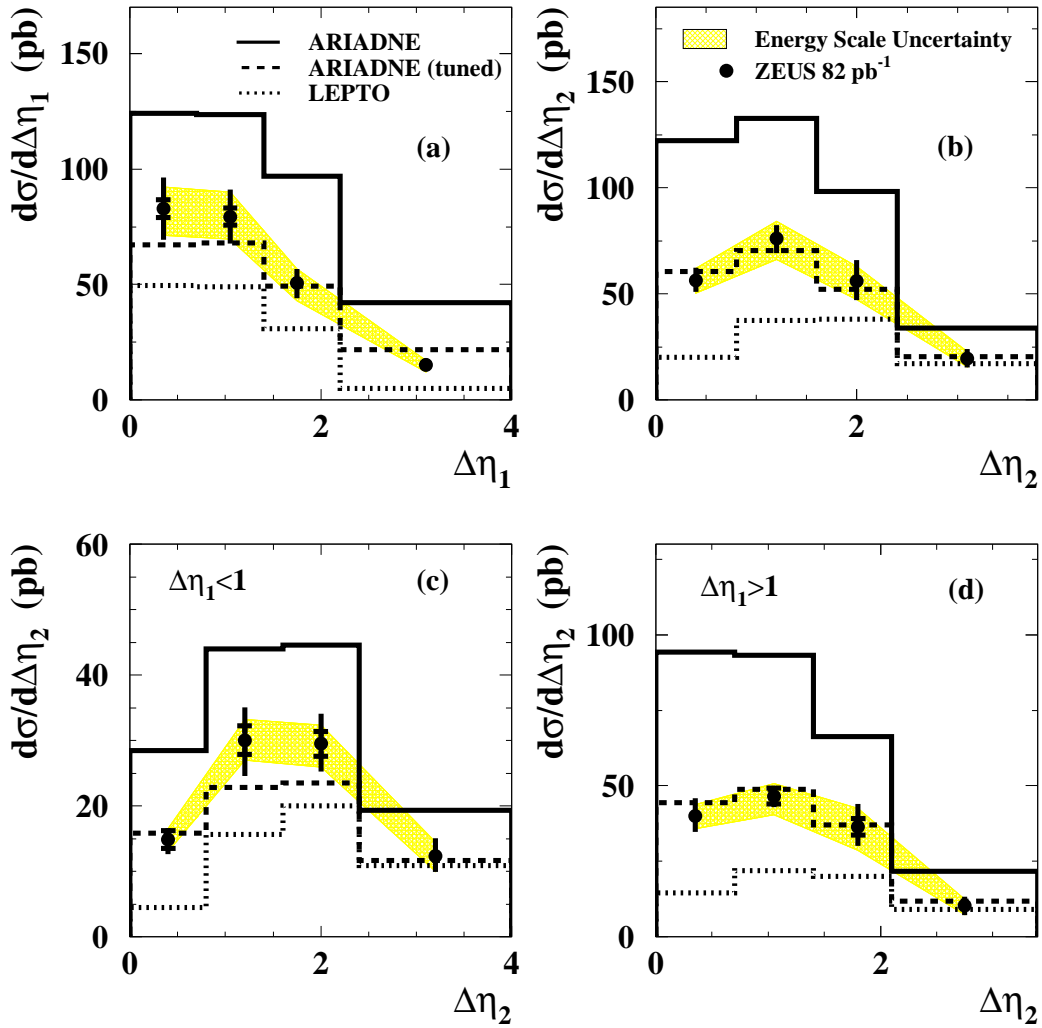 dσ/dΔη₁ (pb)
150
100
50
0
ARIADNE
ARIADNE (tuned)
LEPTO
(a)
0 2 4
Δη₁
dσ/dΔη₂ (pb)
150
100
50
0
Energy Scale Uncertainty
ZEUS 82 pb⁻¹
(b)
0 2
Δη₂
dσ/dΔη₂ (pb)
60
40
20
0
Δη₁<1
(c)
0 2 4
Δη₂
dσ/dΔη₂ (pb)
100
50
0
Δη₁>1
(d)
0 2
Δη₂